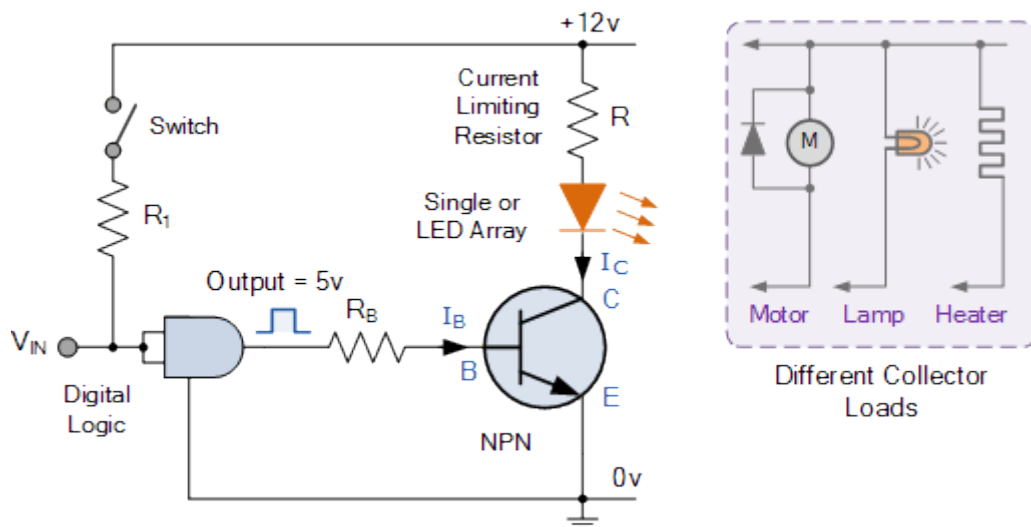 +12v
Switch
Current
Limiting
Resistor
R
R1
Single or
LED Array
IC
C
Output = 5v
RB
IB
B
E
VIN
Digital
Logic
NPN
0v
M
Motor
Lamp
Heater
Different Collector
Loads